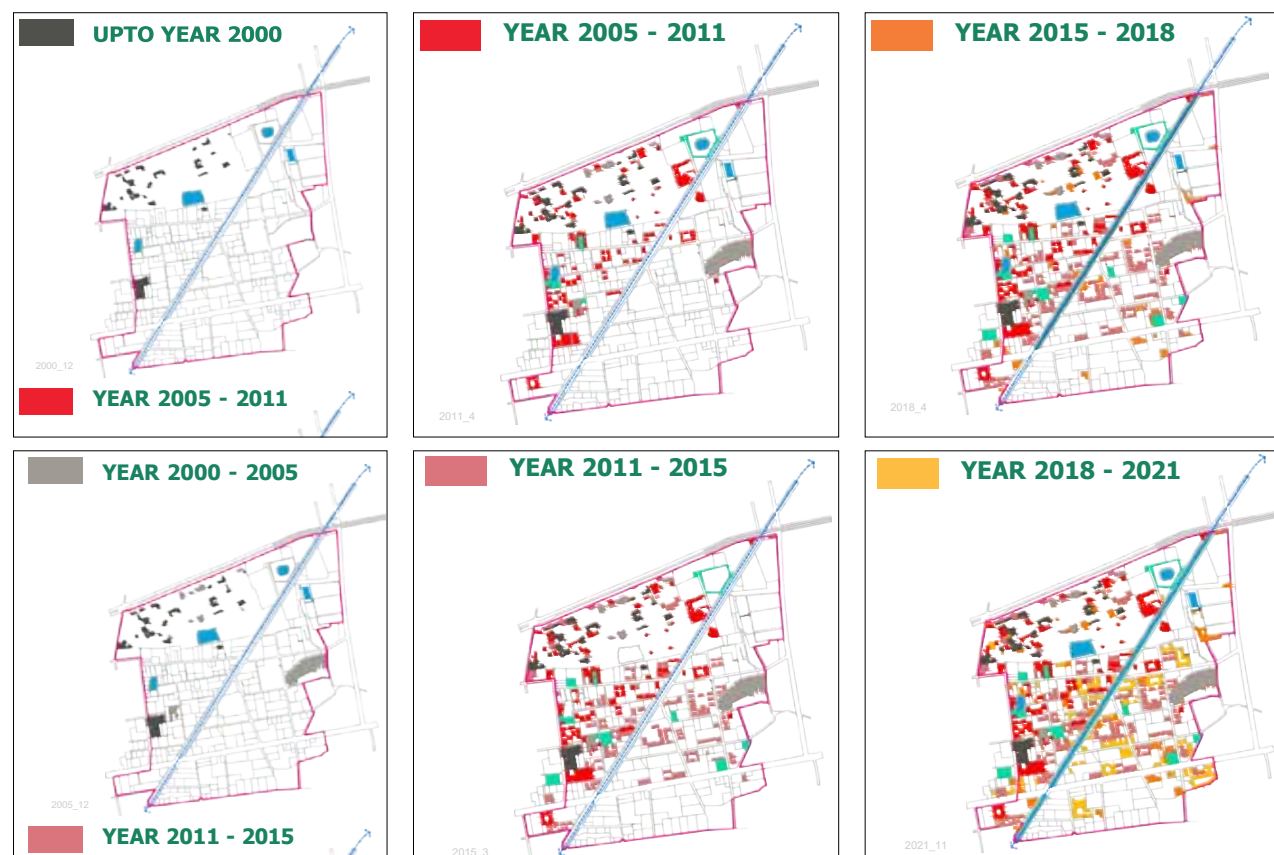 UPTO YEAR 2000
2000_12
YEAR 2005 - 2011
YEAR 2005 - 2011
2011_4
YEAR 2015 - 2018
2018_4
YEAR 2000 - 2005
2005_12
YEAR 2011 - 2015
YEAR 2011 - 2015
2015_3
YEAR 2018 - 2021
2021_11